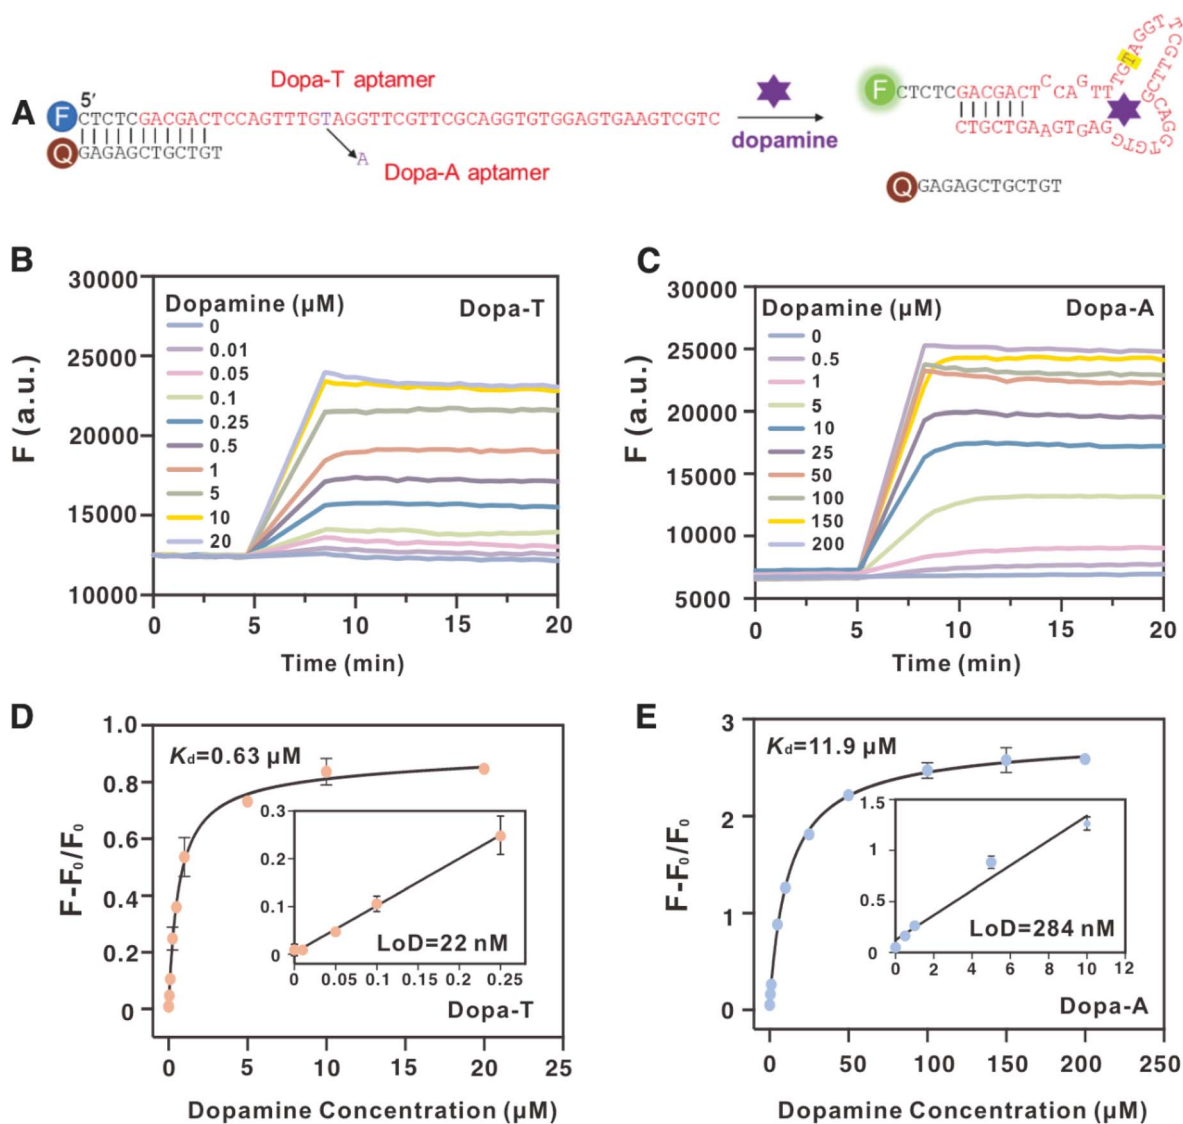 A
Dopa-T aptamer
5′
F CTCTCGACGACTCCAGTTTGTAGGTTCGTTCGCAGGTGTGGAGTGAAGTCGTC
Q GAGAGCTGCTGT
A
Dopa-A aptamer
dopamine
F CTCTCGACGACTCCAGTTTGTAGGTT
CGTTCGCAGGTGTG
CTGCTGAAGTGAG
Q GAGAGCTGCTGT
B
30000
25000
20000
15000
10000
F (a.u.)
Dopamine (μM)
0
0.01
0.05
0.1
0.25
0.5
1
5
10
20
Dopa-T
0 5 10 15 20
Time (min)
C
30000
25000
20000
15000
10000
5000
F (a.u.)
Dopamine (μM)
0
0.5
1
5
10
25
50
100
150
200
Dopa-A
0 5 10 15 20
Time (min)
D
1.0
0.8
0.6
0.4
0.2
0
F-F₀/F₀
Kd=0.63 μM
0.3
0.2
0.1
0
LoD=22 nM
0 0.05 0.1 0.15 0.2 0.25
Dopa-T
0 5 10 15 20 25
Dopamine Concentration (μM)
E
3
2
1
0
F-F₀/F₀
Kd=11.9 μM
1.5
1
0.5
0
LoD=284 nM
0 2 4 6 8 10 12
Dopa-A
0 50 100 150 200 250
Dopamine Concentration (μM)